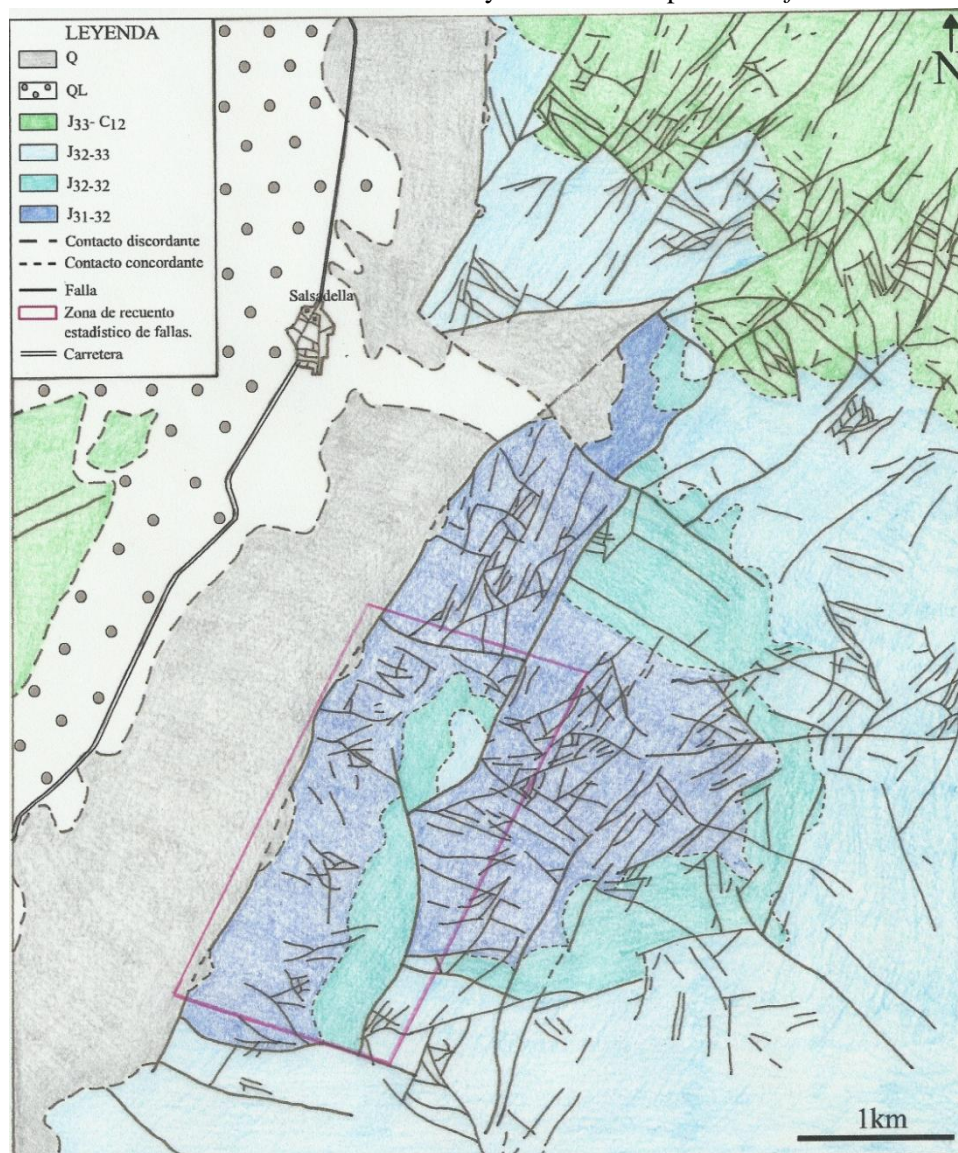 LEYENDA
Q
QL
J33- C12
J32-33
J32-32
J31-32
Contacto discordante
Contacto concordante
Falla
Zona de recuento
estadístico de fallas.
Carretera
N
Salsadella
1km